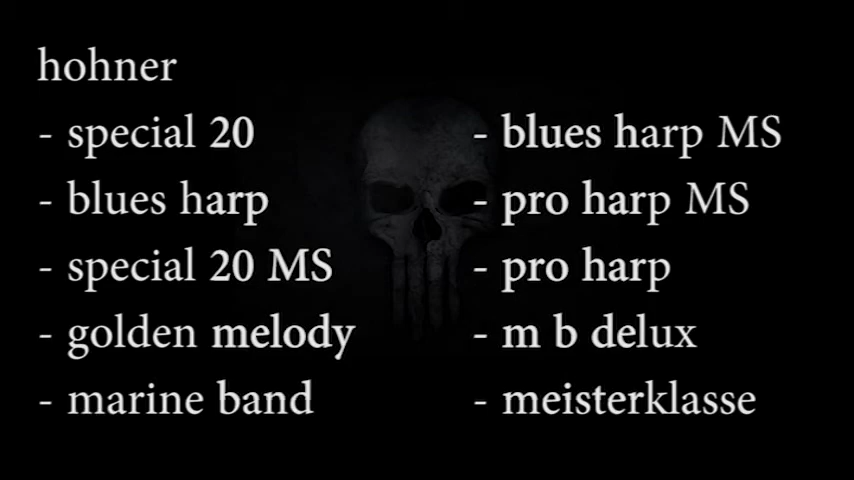 hohner
- special 20
- blues harp
- special 20 MS
- golden melody
- marine band
- blues harp MS
- pro harp MS
- pro harp
- m b delux
- meisterklasse